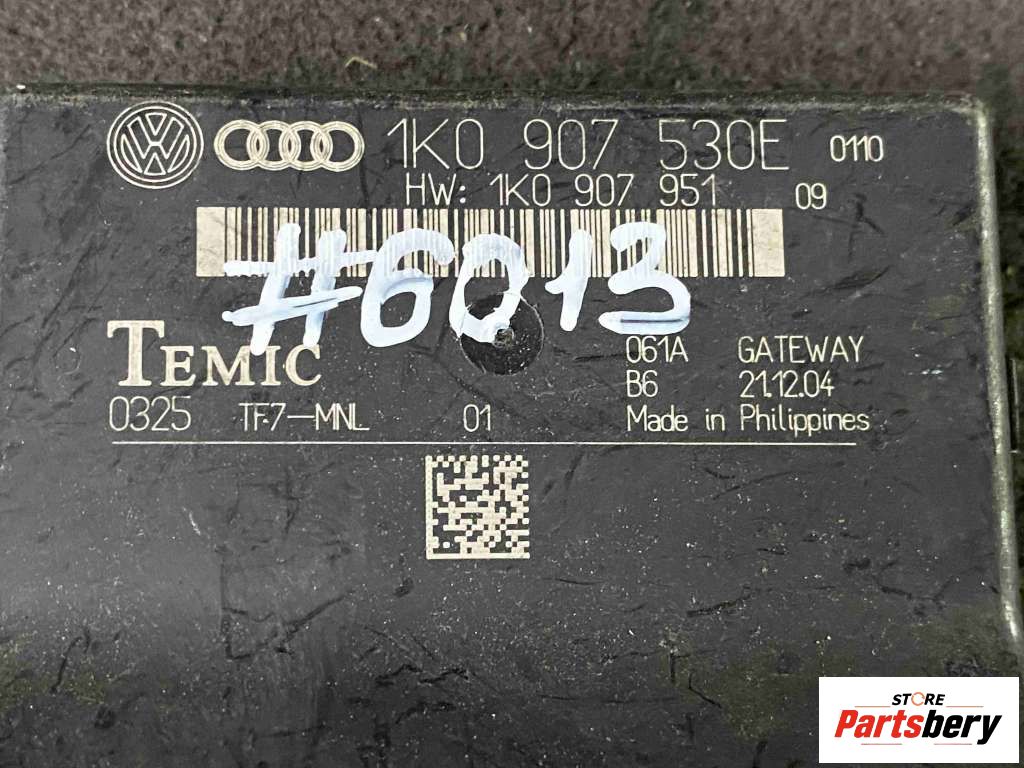 1K0 907 530E 0110
HW: 1K0 907 951 09
#6013
TEMIC
061A GATEWAY
B6 21.12.04
0325 TF7-MNL 01 Made in Philippines
STORE
Partsbery